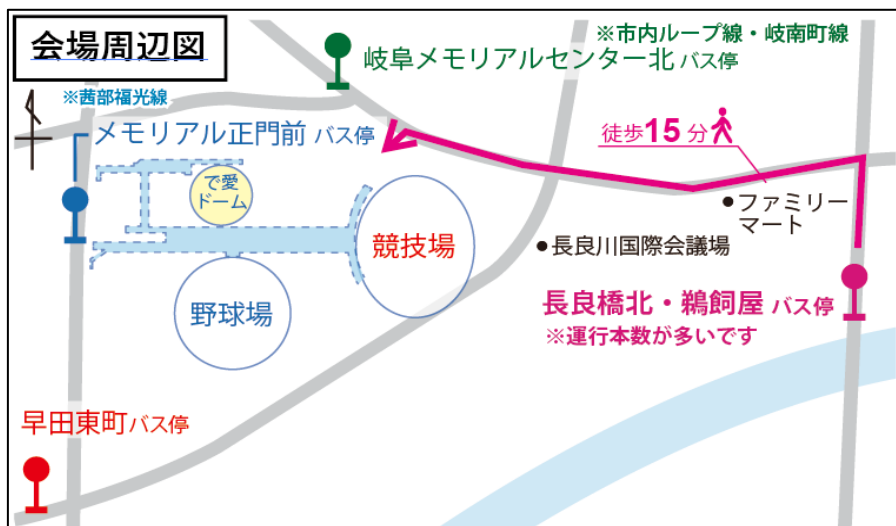 会場周辺図
※市内ループ線・岐南町線
岐阜メモリアルセンター北 バス停
※茜部福光線
メモリアル正門前 バス停
徒歩15分
で愛
ドーム
ファミリー
マート
競技場
長良川国際会議場
野球場
長良橋北・鵜飼屋 バス停
※運行本数が多いです
早田東町バス停